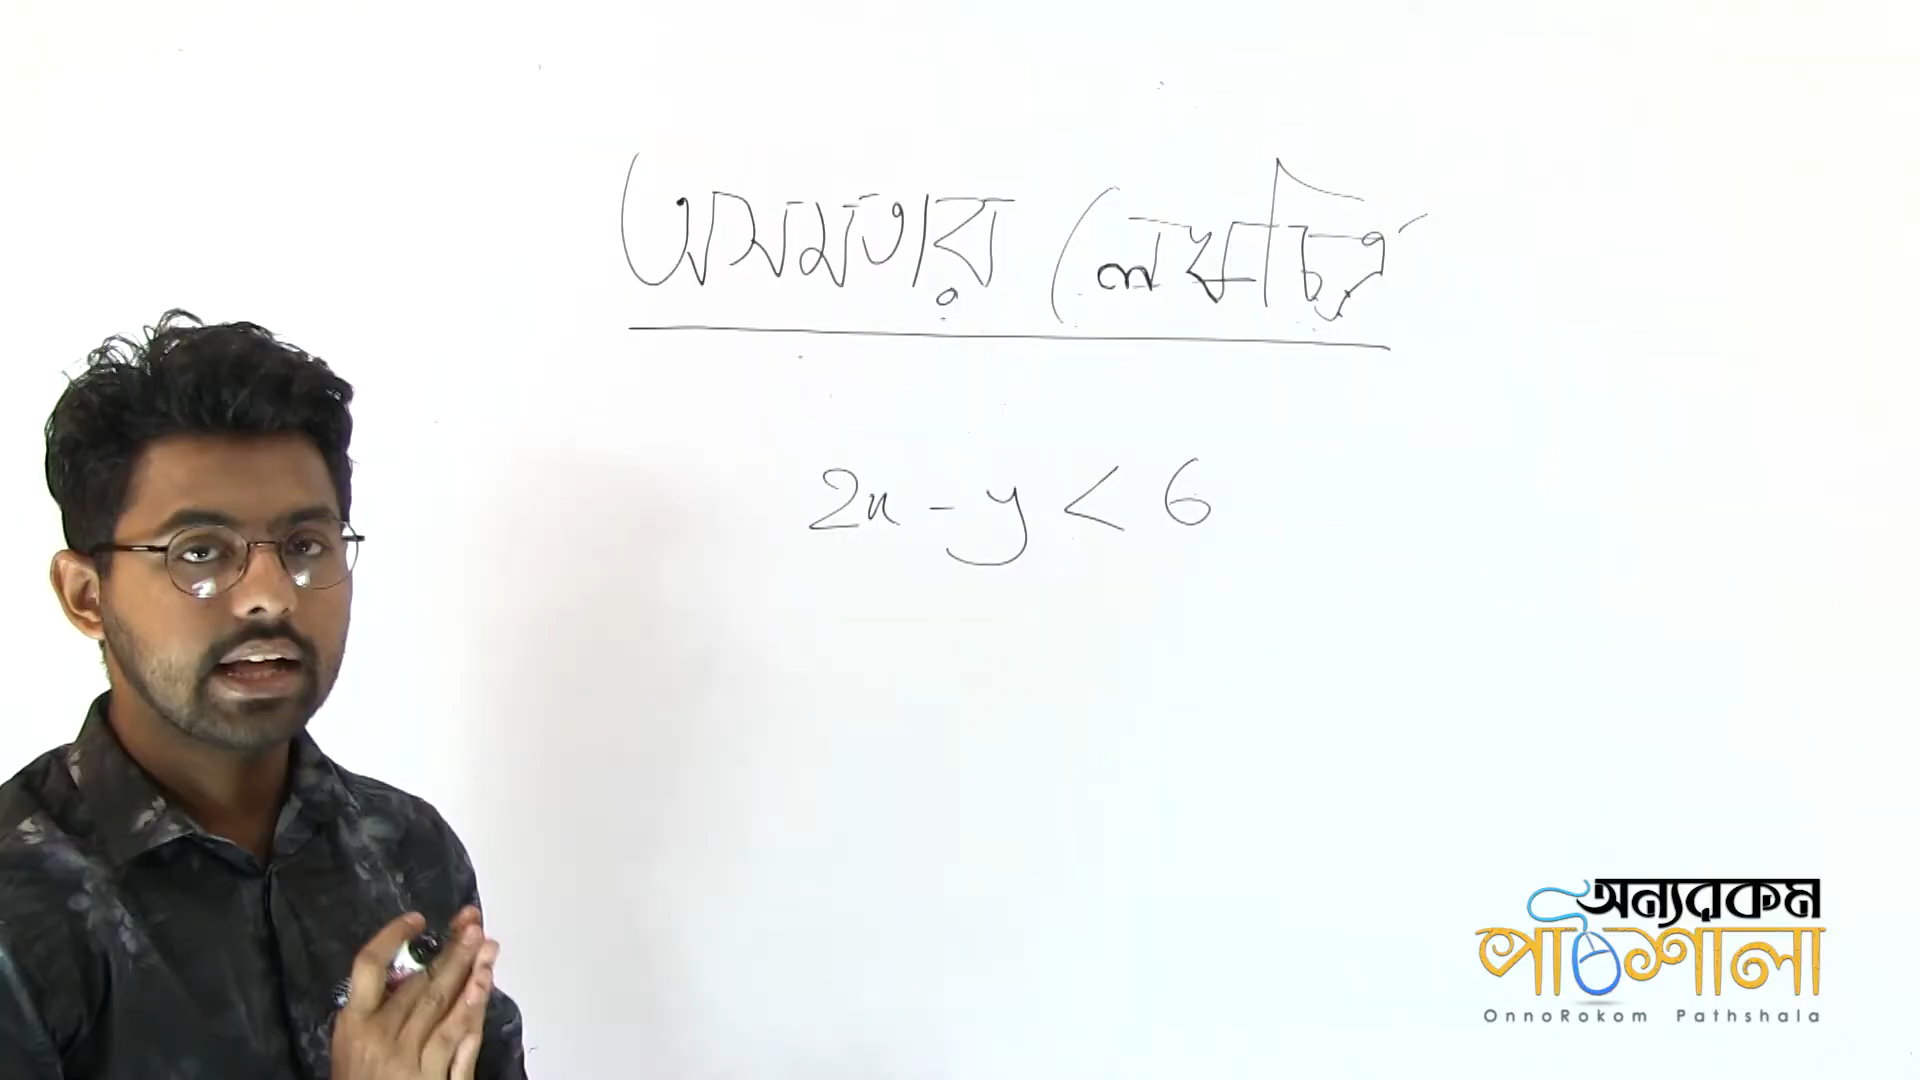 অসমতার লেখচিত্র
2x - y < 6
অন্যরকম
পাঠশালা
OnnoRokom Pathshala